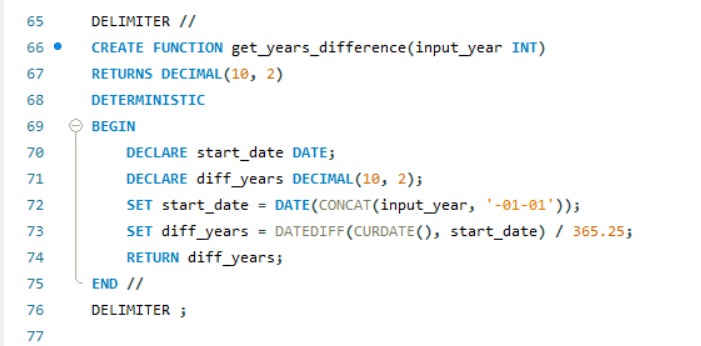 65 DELIMITER //
66 CREATE FUNCTION get_years_difference(input_year INT)
67 RETURNS DECIMAL(10, 2)
68 DETERMINISTIC
69 BEGIN
70 DECLARE start_date DATE;
71 DECLARE diff_years DECIMAL(10, 2);
72 SET start_date = DATE(CONCAT(input_year, '-01-01'));
73 SET diff_years = DATEDIFF(CURDATE(), start_date) / 365.25;
74 RETURN diff_years;
75 END //
76 DELIMITER ;
77